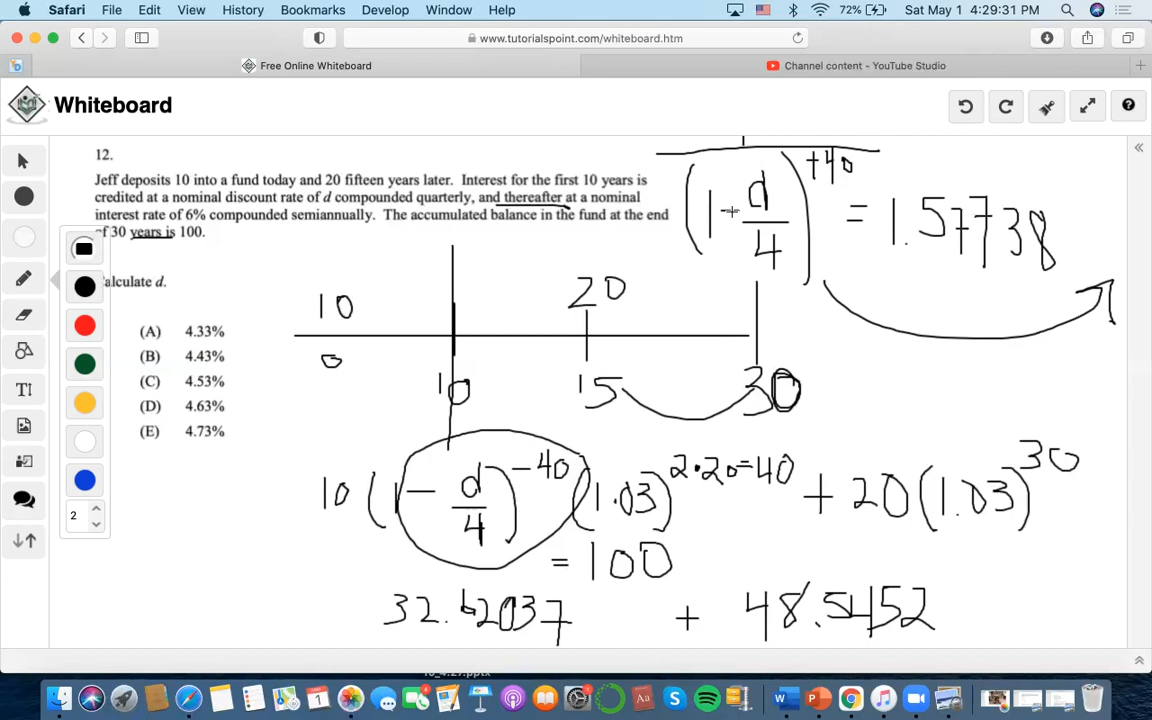 Safari File Edit View History Bookmarks Develop Window Help 72% Sat May 1 4:29:31 PM
www.tutorialspoint.com/whiteboard.htm
Free Online Whiteboard Channel content - YouTube Studio
Whiteboard
12.
Jeff deposits 10 into a fund today and 20 fifteen years later. Interest for the first 10 years is
credited at a nominal discount rate of d compounded quarterly, and thereafter at a nominal
interest rate of 6% compounded semiannually. The accumulated balance in the fund at the end
of 30 years is 100.
alculate d.
(A) 4.33%
(B) 4.43%
(C) 4.53%
(D) 4.63%
(E) 4.73%
(1 - d/4)^+40 = 1.57738
10 20
0 10 15 30
10 (1 - d/4)^-40 (1.03)^2•20=40 + 20 (1.03)^30
= 100
32.62037 + 48.5452
2
T
10_4.27.pptx